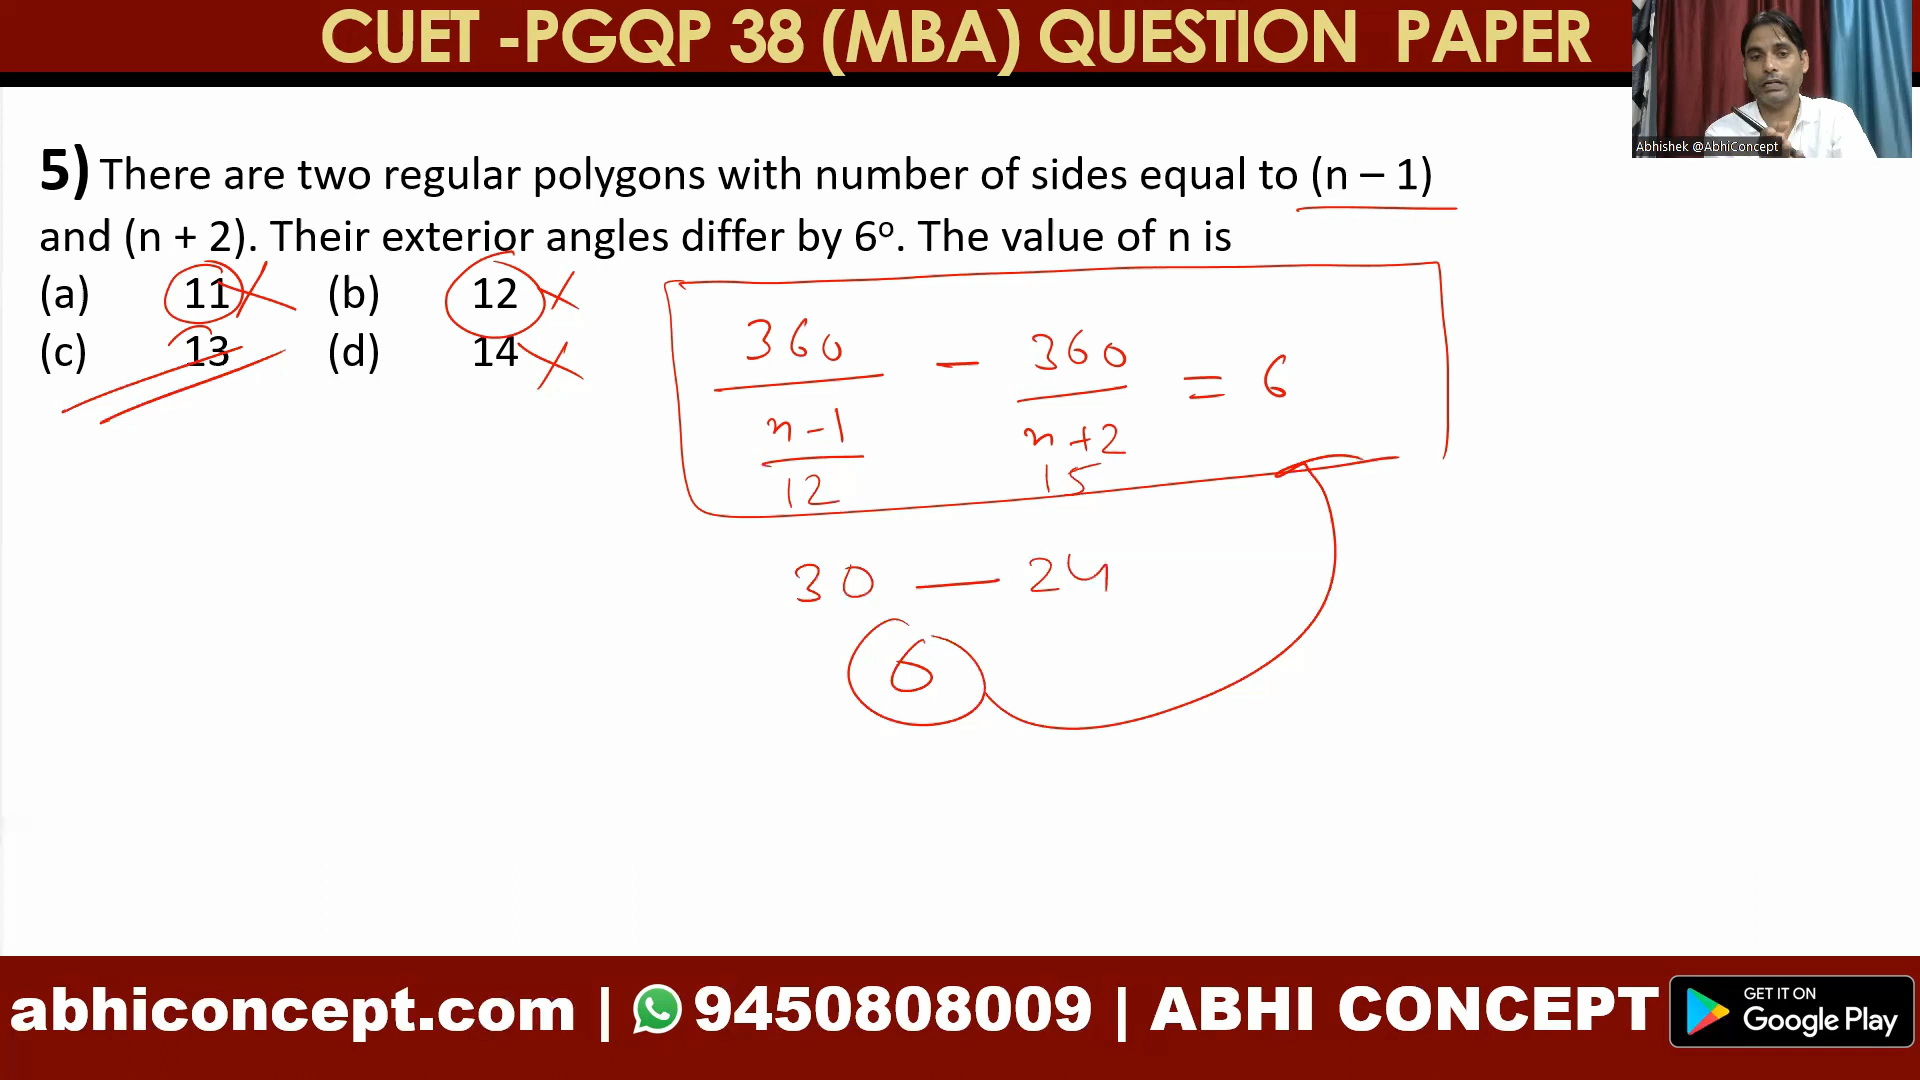 CUET -PGQP 38 (MBA) QUESTION PAPER
Abhishek @AbhiConcept
5) There are two regular polygons with number of sides equal to (n – 1)
and (n + 2). Their exterior angles differ by 6º. The value of n is
(a) 11 (b) 12
(c) 13 (d) 14
360 – 360 = 6
n-1 n+2
12 15
30 — 24
6
abhiconcept.com | 9450808009 | ABHI CONCEPT
GET IT ON
Google Play